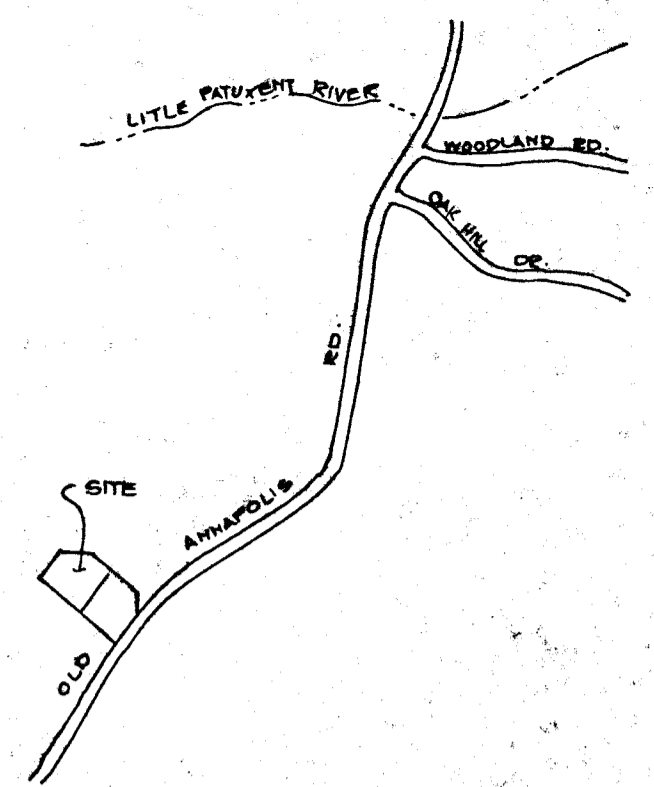 LITLE PATUXENT RIVER
WOODLAND RD.
OAK HILL DR.
OLD ANNAPOLIS RD.
SITE